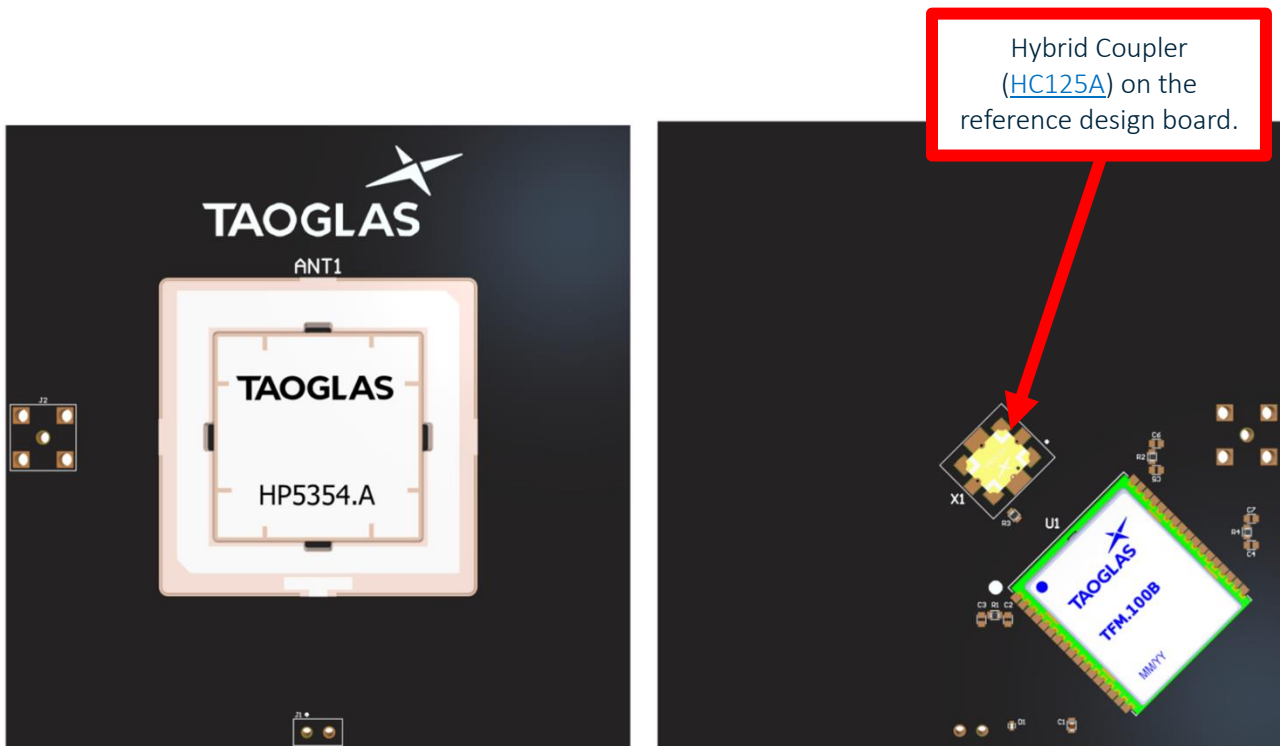 Hybrid Coupler
(HC125A) on the
reference design board.
TAOGLAS
ANT1
TAOGLAS
HP5354.A
J2
J1
X1
R3
U1
C6
R2
C5
C7
R4
C4
C3 R1 C2
TAOGLAS
TFM.100B
MM/YY
D1
C1